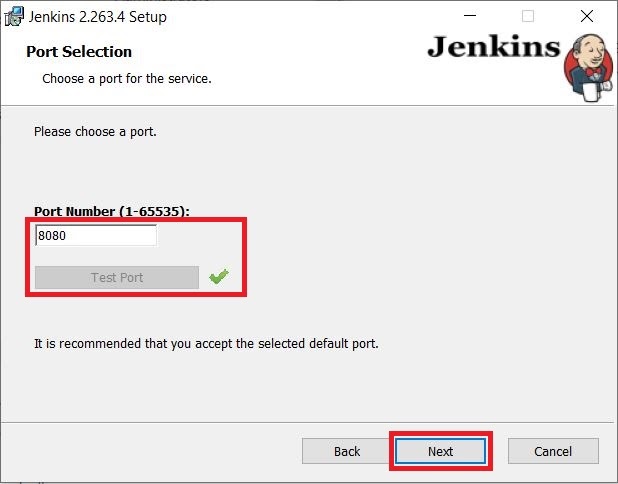 Jenkins 2.263.4 Setup
Port Selection
Choose a port for the service.
Jenkins
Please choose a port.
Port Number (1-65535):
8080
Test Port
It is recommended that you accept the selected default port.
Back
Next
Cancel